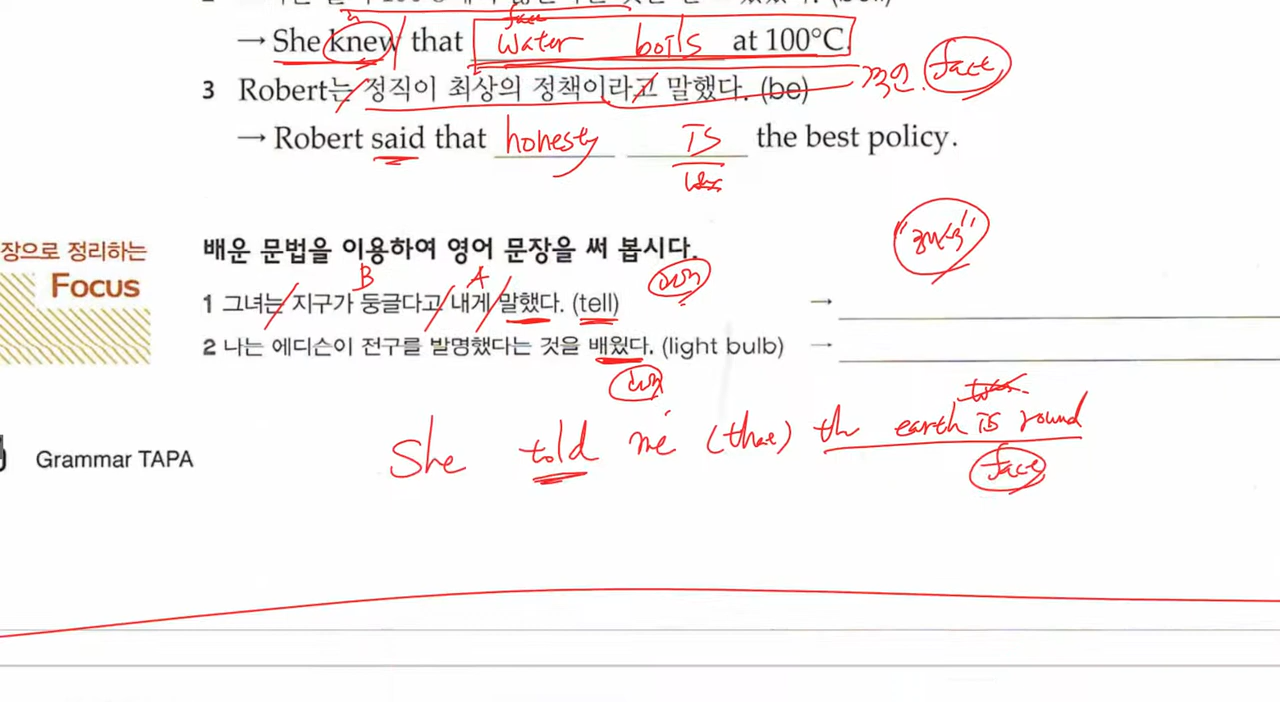 → She knew that water boils at 100°C.
3 Robert는 정직이 최상의 정책이라고 말했다. (be)
fact
→ Robert said that honesty is the best policy.
장으로 정리하는
Focus
배운 문법을 이용하여 영어 문장을 써 봅시다.
B A
1 그녀는 지구가 둥글다고 내게 말했다. (tell) →
2 나는 에디슨이 전구를 발명했다는 것을 배웠다. (light bulb) →
She told me (that) th earth is round
fact
Grammar TAPA